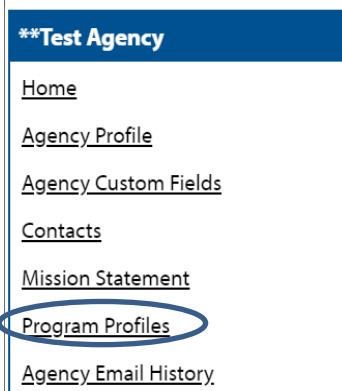 **Test Agency
Home
Agency Profile
Agency Custom Fields
Contacts
Mission Statement
Program Profiles
Agency Email History